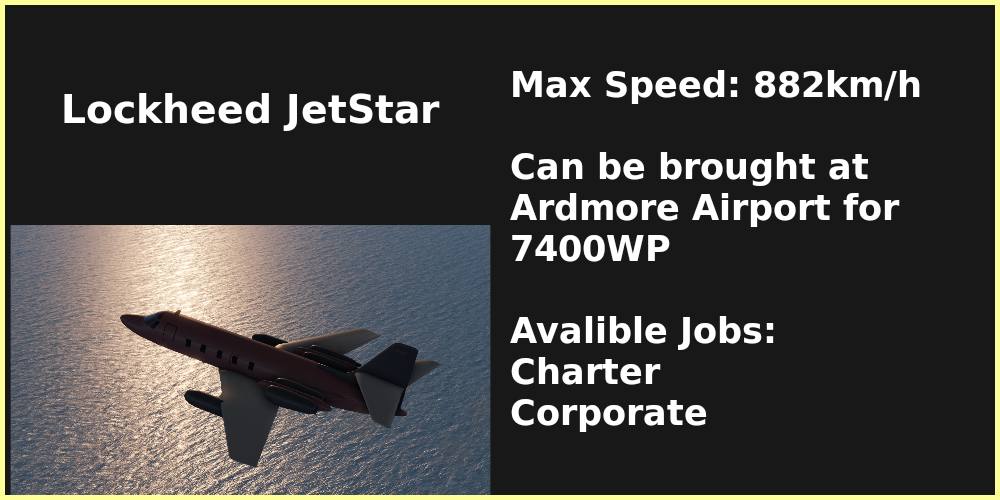 Lockheed JetStar
Max Speed: 882km/h
Can be brought at
Ardmore Airport for
7400WP
Avalible Jobs:
Charter
Corporate